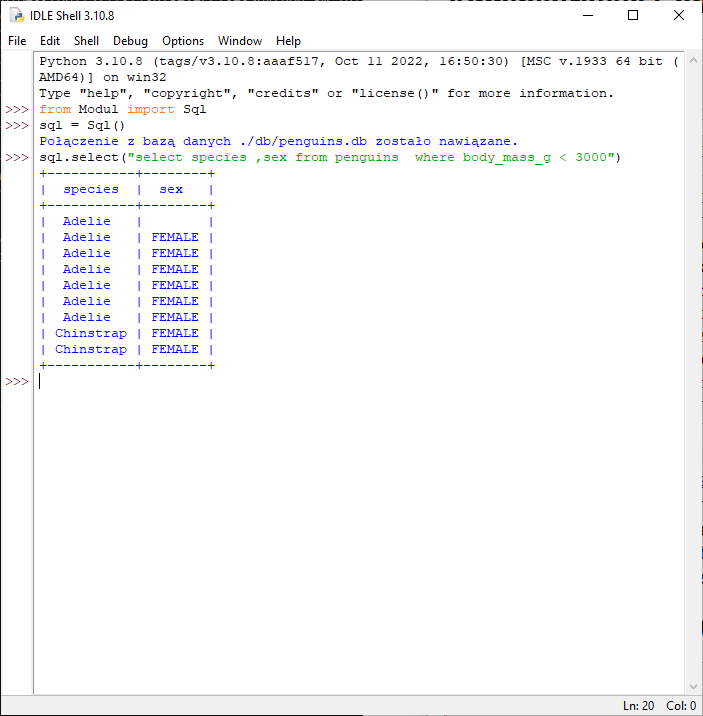 IDLE Shell 3.10.8
File Edit Shell Debug Options Window Help
Python 3.10.8 (tags/v3.10.8:aaaf517, Oct 11 2022, 16:50:30) [MSC v.1933 64 bit (
AMD64)] on win32
Type "help", "copyright", "credits" or "license()" for more information.
>>> from Modul import Sql
>>> sql = Sql()
Połączenie z bazą danych ./db/penguins.db zostało nawiązane.
>>> sql.select("select species ,sex from penguins  where body_mass_g < 3000")
+-----------+--------+
|  species  |  sex   |
+-----------+--------+
|  Adelie   |        |
|  Adelie   | FEMALE |
|  Adelie   | FEMALE |
|  Adelie   | FEMALE |
|  Adelie   | FEMALE |
|  Adelie   | FEMALE |
|  Adelie   | FEMALE |
| Chinstrap | FEMALE |
| Chinstrap | FEMALE |
+-----------+--------+
>>>
Ln: 20 Col: 0